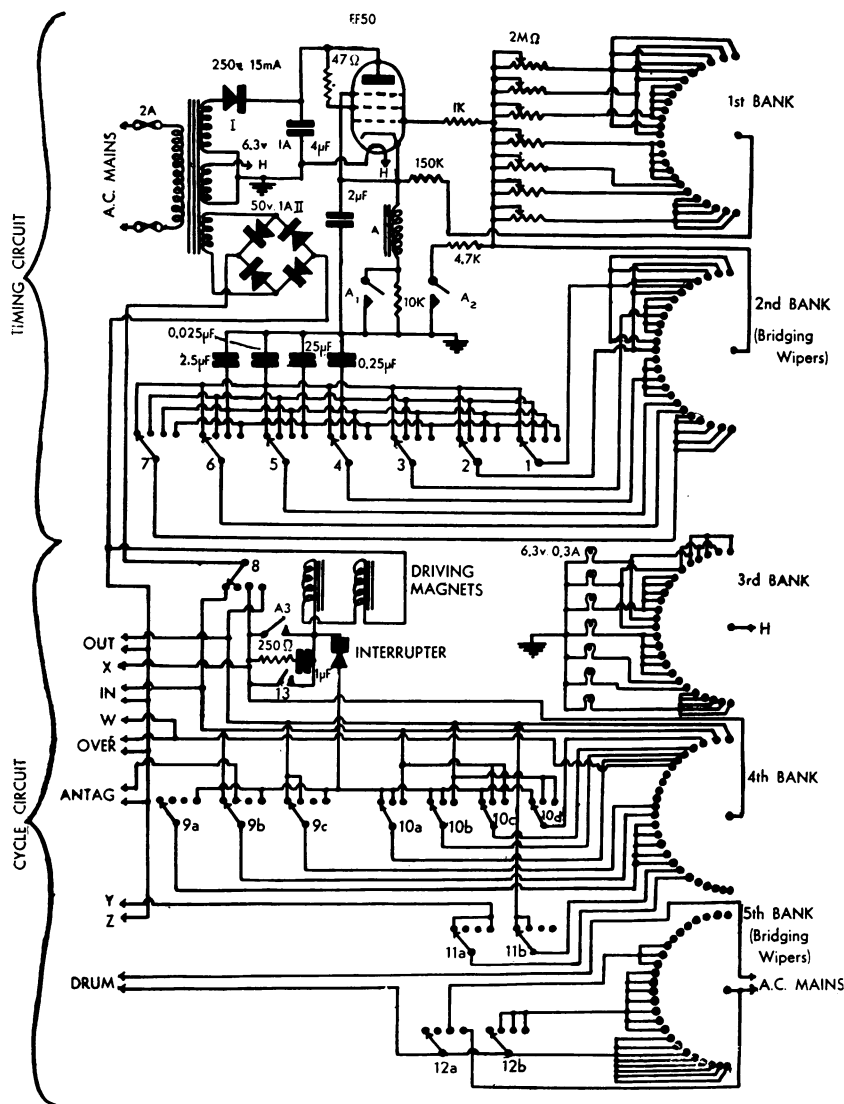 EF50
2MΩ
250v. 15mA
47Ω
1K
1st BANK
2A
I
1A
4µF
6.3v
H
H
A.C. MAINS
150K
50v. 1A II
2µF
A
4,7K
A1
10K
A2
2nd BANK
(Bridging
Wipers)
TIMING CIRCUIT
0,025µF
2.5µF
25µF
0,25µF
7
6
5
4
3
2
1
8
DRIVING
MAGNETS
6,3v. 0,3A
3rd BANK
A3
H
OUT
250Ω
INTERRUPTER
X
1µF
13
IN
W
OVER
4th BANK
ANTAG
9a
9b
9c
10a
10b
10c
10d
CYCLE CIRCUIT
Y
Z
5th BANK
(Bridging
Wipers)
11a
11b
DRUM
A.C. MAINS
12a
12b